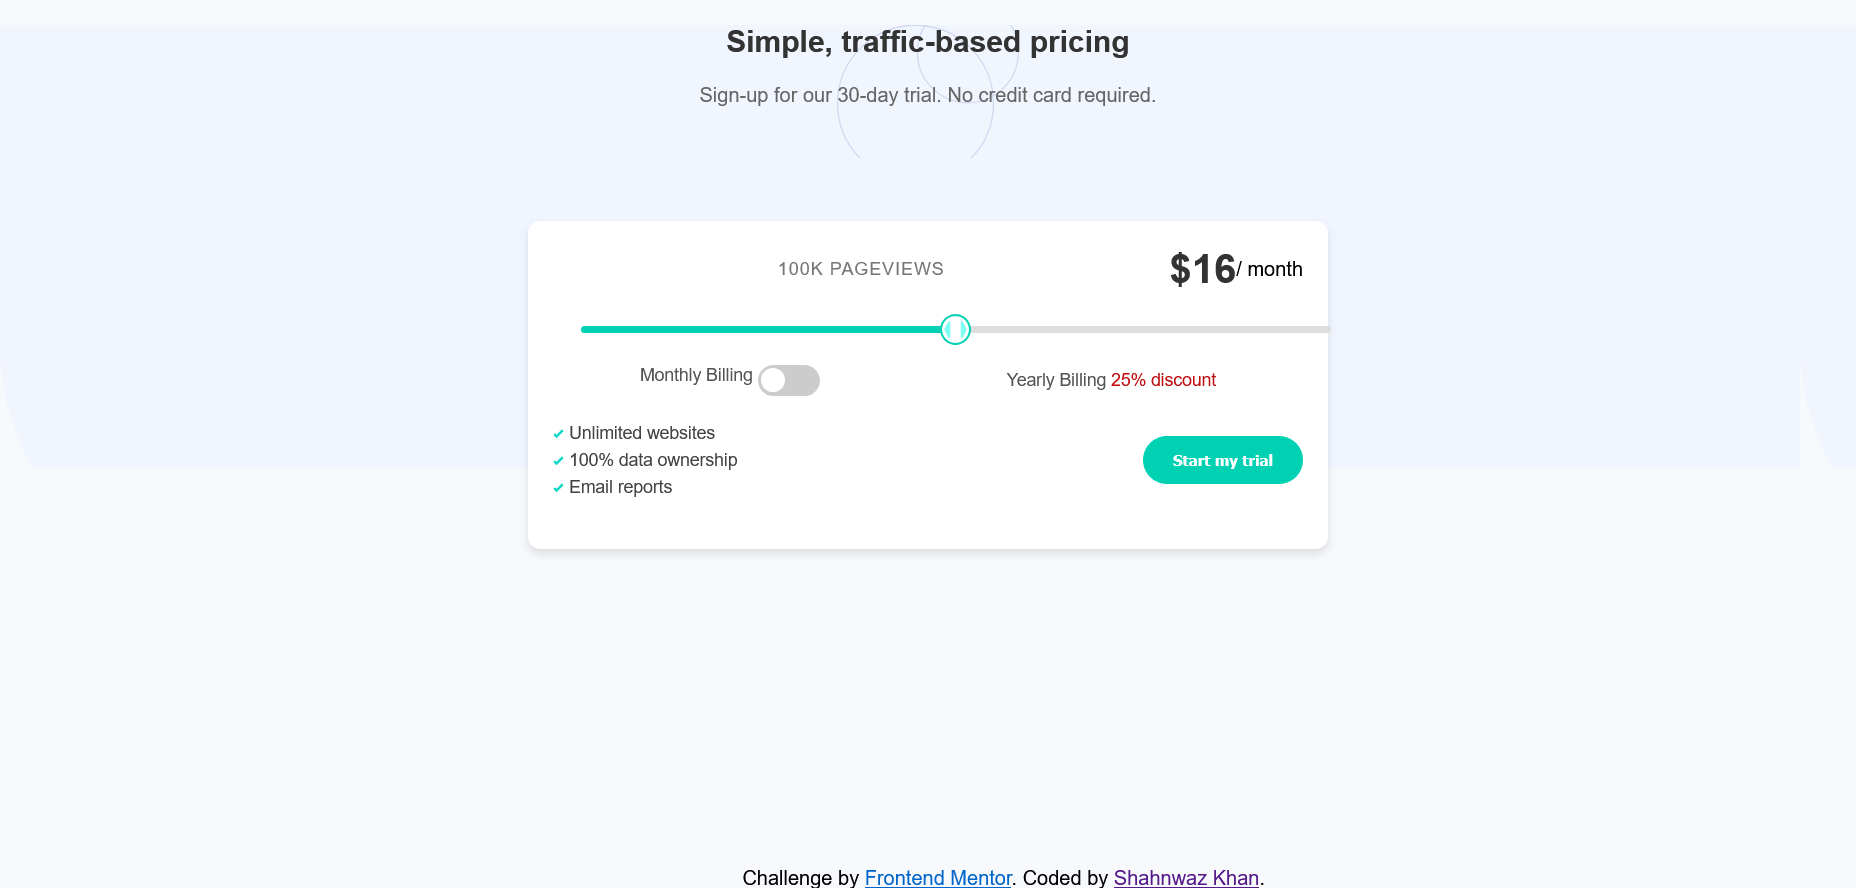 Simple, traffic-based pricing
Sign-up for our 30-day trial. No credit card required.
100K PAGEVIEWS
$16/ month
Monthly Billing
Yearly Billing 25% discount
Unlimited websites
100% data ownership
Email reports
Start my trial
Challenge by Frontend Mentor. Coded by Shahnwaz Khan.